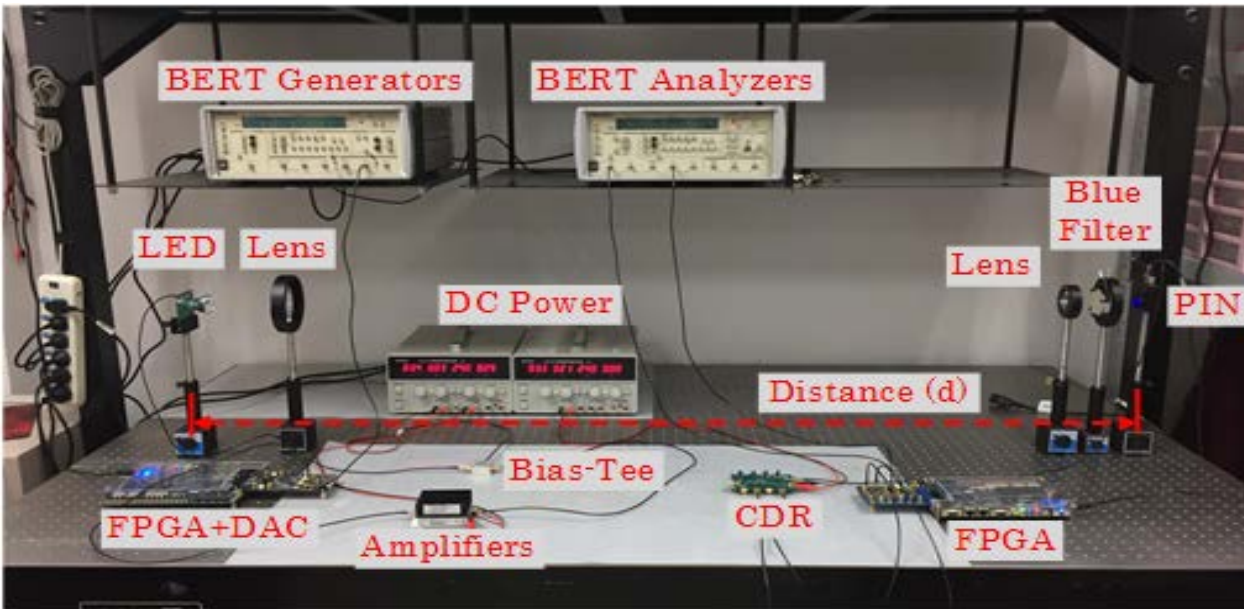 BERT Generators
BERT Analyzers
Blue
Filter
LED
Lens
Lens
DC Power
PIN
Distance (d)
Bias-Tee
CDR
FPGA+DAC
FPGA
Amplifiers